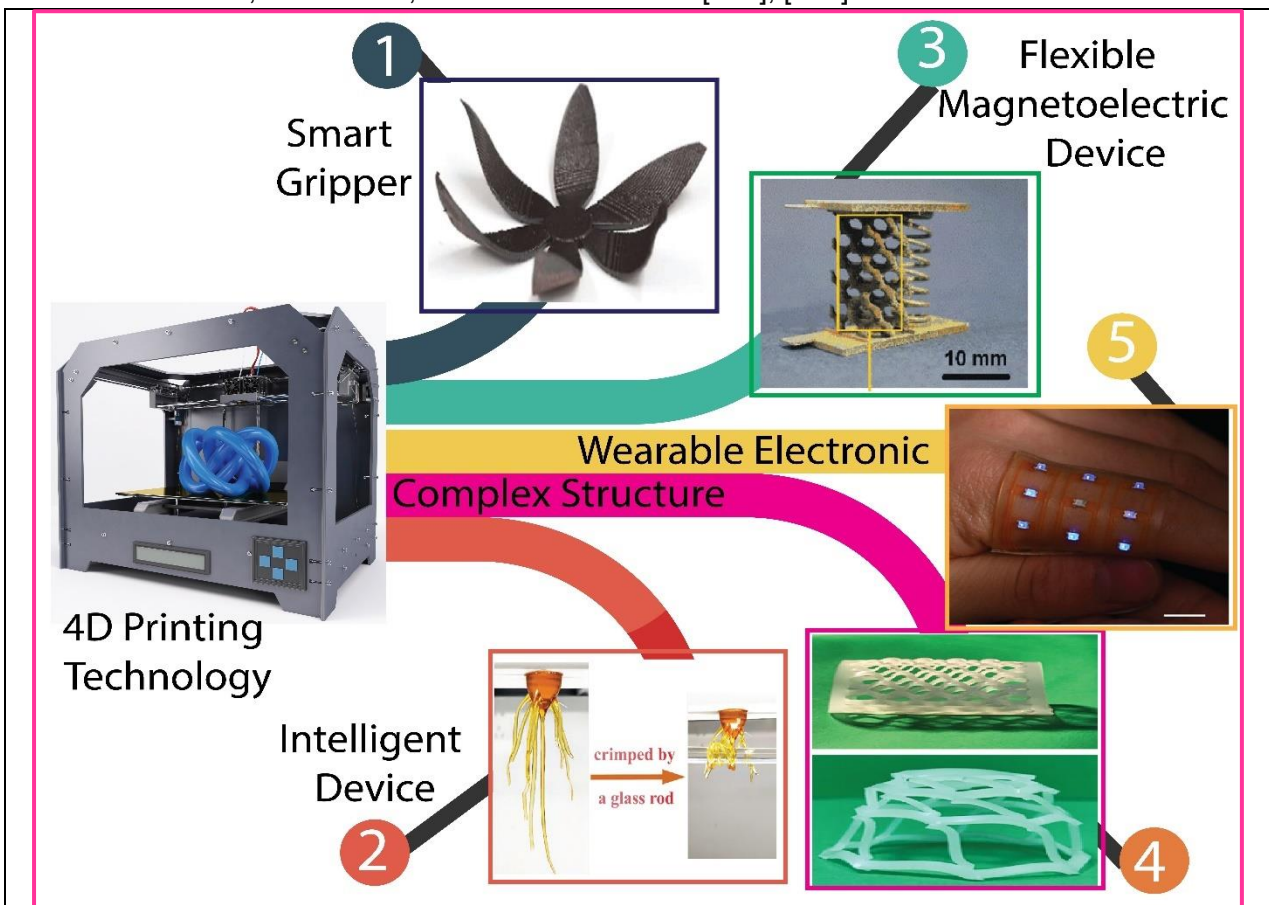 1
Smart
Gripper
3
Flexible
Magnetoelectric
Device
10 mm
5
Wearable Electronic
Complex Structure
4D Printing
Technology
Intelligent
Device
2
crimped by
a glass rod
4